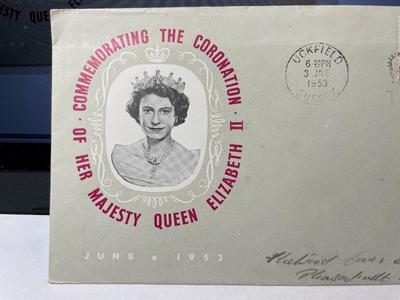 COMMEMORATING THE CORONATION
· OF HER MAJESTY QUEEN ELIZABETH II ·
UCKFIELD
6 PM
3 JNE
1953
SUSSEX
JUNE • 1953